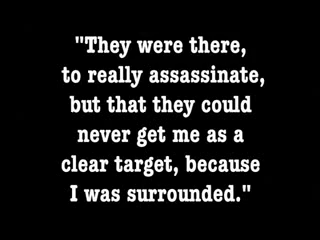 "They were there,
to really assassinate,
but that they could
never get me as a
clear target, because
I was surrounded."